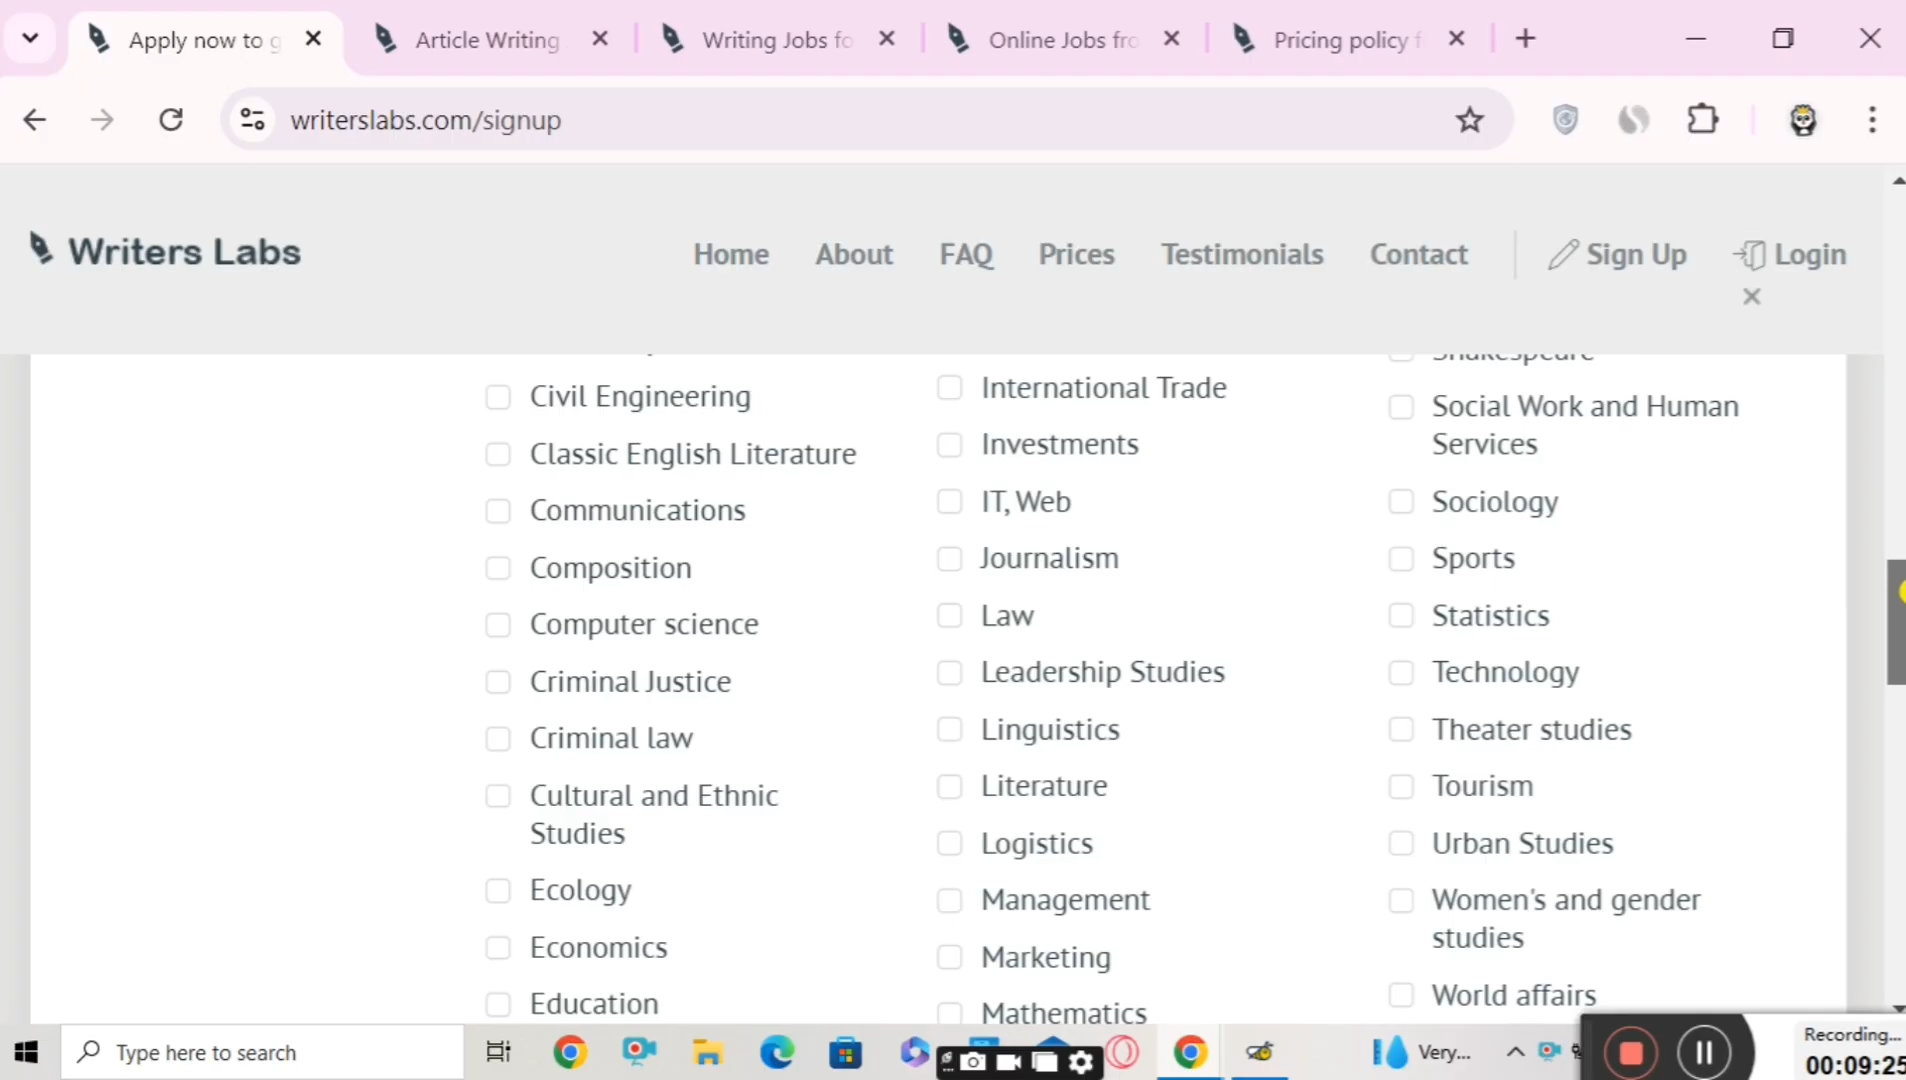 Apply now to g
Article Writing
Writing Jobs fo
Online Jobs fro
Pricing policy f
writerslabs.com/signup
Writers Labs
Home
About
FAQ
Prices
Testimonials
Contact
Sign Up
Login
Civil Engineering
Classic English Literature
Communications
Composition
Computer science
Criminal Justice
Criminal law
Cultural and Ethnic
Studies
Ecology
Economics
Education
International Trade
Investments
IT, Web
Journalism
Law
Leadership Studies
Linguistics
Literature
Logistics
Management
Marketing
Mathematics
Shakespeare
Social Work and Human
Services
Sociology
Sports
Statistics
Technology
Theater studies
Tourism
Urban Studies
Women's and gender
studies
World affairs
Type here to search
Very...
Recording...
00:09:25